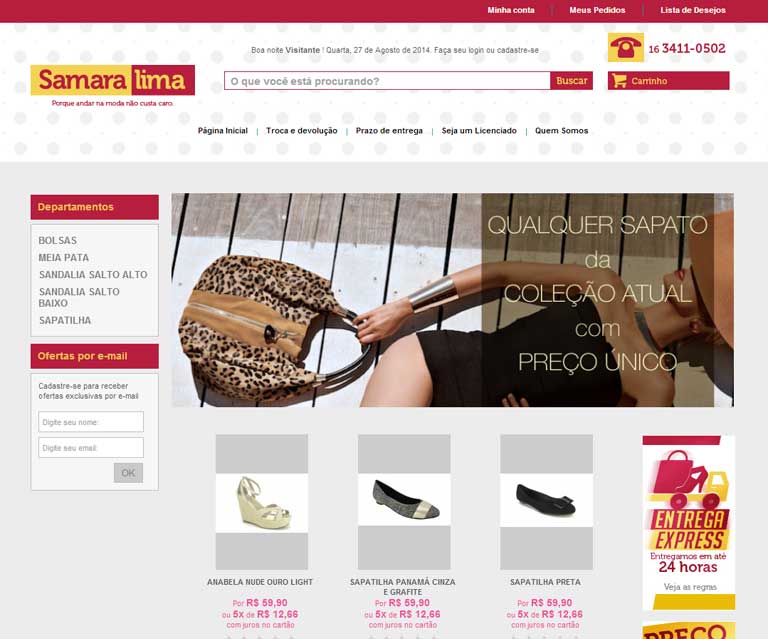 Minha conta | Meus Pedidos | Lista de Desejos
Boa noite Visitante ! Quarta, 27 de Agosto de 2014. Faça seu login ou cadastre-se
16 3411-0502
Samara lima
Porque andar na moda não custa caro.
O que você está procurando?
Buscar
Carrinho
Página Inicial | Troca e devolução | Prazo de entrega | Seja um Licenciado | Quem Somos
Departamentos
BOLSAS
MEIA PATA
SANDALIA SALTO ALTO
SANDALIA SALTO
BAIXO
SAPATILHA
Ofertas por e-mail
Cadastre-se para receber
ofertas exclusivas por e-mail
Digite seu nome:
Digite seu email:
OK
QUALQUER SAPATO
da
COLEÇÃO ATUAL
com
PREÇO ÚNICO
ANABELA NUDE OURO LIGHT
Por R$ 59,90
ou 5x de R$ 12,66
com juros no cartão
SAPATILHA PANAMÁ CINZA
E GRAFITE
Por R$ 59,90
ou 5x de R$ 12,66
com juros no cartão
SAPATILHA PRETA
Por R$ 59,90
ou 5x de R$ 12,66
com juros no cartão
ENTREGA
EXPRESS
Entregamos em até
24 horas
Veja as regras
PREÇO